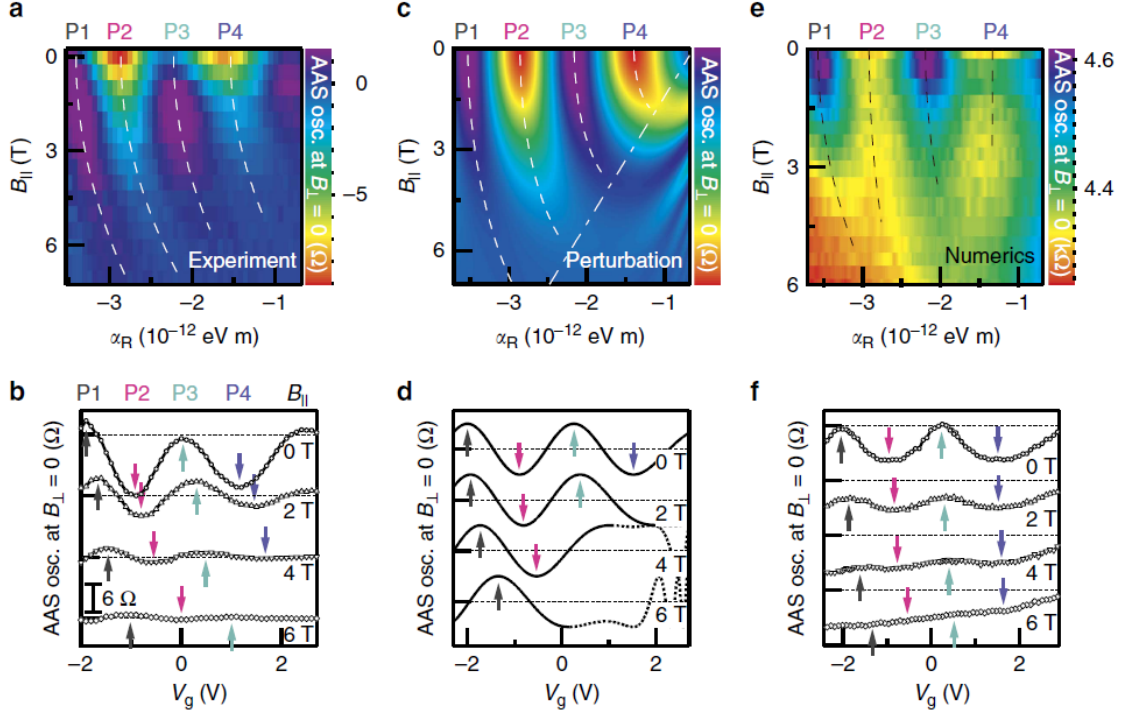 a
P1 P2 P3 P4
0
3
6
B|| (T)
Experiment
−3 −2 −1
αR (10−12 eV m)
0
−5
AAS osc. at B⊥ = 0 (Ω)
c
P1 P2 P3 P4
0
3
6
B|| (T)
Perturbation
−3 −2 −1
αR (10−12 eV m)
AAS osc. at B⊥ = 0 (Ω)
e
P1 P2 P3 P4
0
3
6
B|| (T)
Numerics
−3 −2 −1
αR (10−12 eV m)
4.6
4.4
AAS osc. at B⊥ = 0 (kΩ)
b
P1 P2 P3 P4 B||
AAS osc. at B⊥ = 0 (Ω)
0 T
2 T
4 T
6 Ω
6 T
−2 0 2
Vg (V)
d
AAS osc. at B⊥ = 0 (Ω)
0 T
2 T
4 T
6 T
−2 0 2
Vg (V)
f
AAS osc. at B⊥ = 0 (Ω)
0 T
2 T
4 T
6 T
−2 0 2
Vg (V)